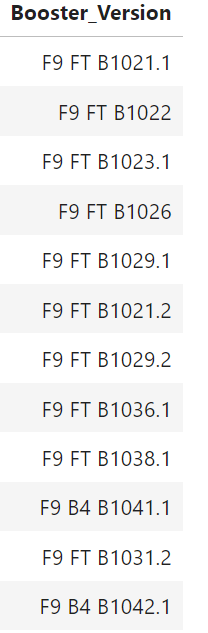 Booster_Version
F9 FT B1021.1
F9 FT B1022
F9 FT B1023.1
F9 FT B1026
F9 FT B1029.1
F9 FT B1021.2
F9 FT B1029.2
F9 FT B1036.1
F9 FT B1038.1
F9 B4 B1041.1
F9 FT B1031.2
F9 B4 B1042.1